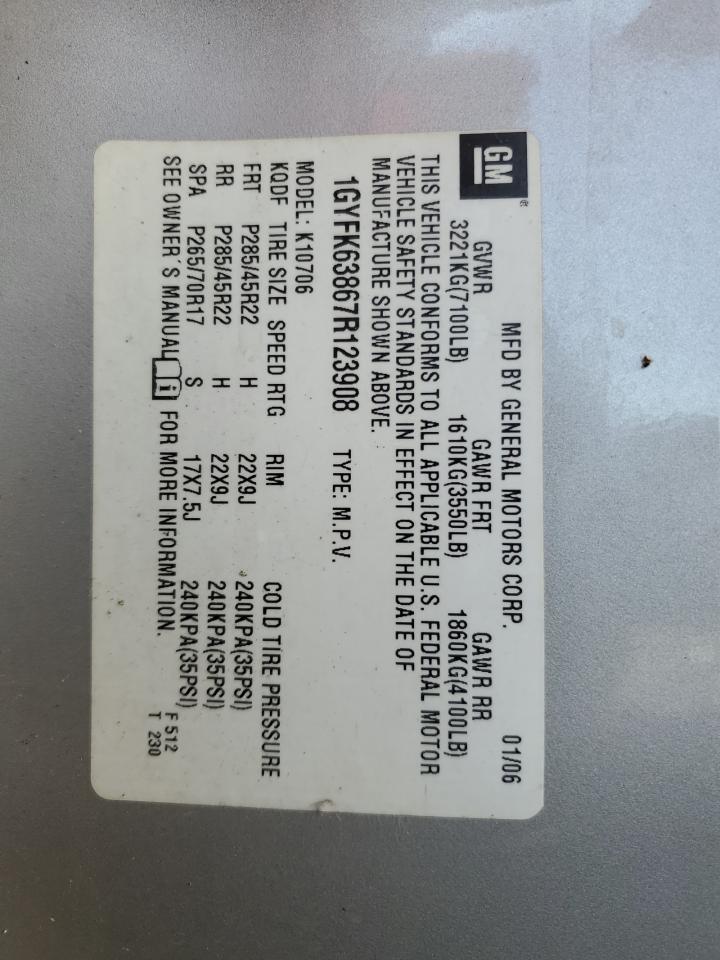 GM®
MFD BY GENERAL MOTORS CORP. 01/06
GVWR GAWR FRT GAWR RR
3221KG(7100LB) 1610KG(3550LB) 1860KG(4100LB)
THIS VEHICLE CONFORMS TO ALL APPLICABLE U.S. FEDERAL MOTOR
VEHICLE SAFETY STANDARDS IN EFFECT ON THE DATE OF
MANUFACTURE SHOWN ABOVE.
1GYFK63867R123908 TYPE: M.P.V.
MODEL: K10706
KQDF TIRE SIZE SPEED RTG RIM COLD TIRE PRESSURE
FRT P285/45R22 H 22X9J 240KPA(35PSI)
RR P285/45R22 H 22X9J 240KPA(35PSI)
SPA P265/70R17 S 17X7.5J 240KPA(35PSI)
SEE OWNER'S MANUAL FOR MORE INFORMATION. F 512
T 230